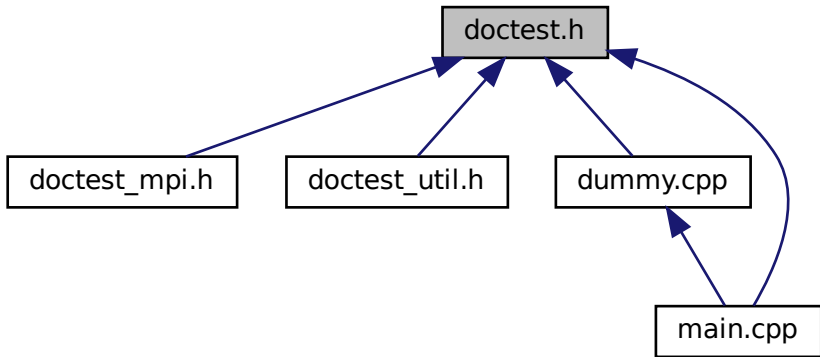 doctest.h
doctest_mpi.h
doctest_util.h
dummy.cpp
main.cpp